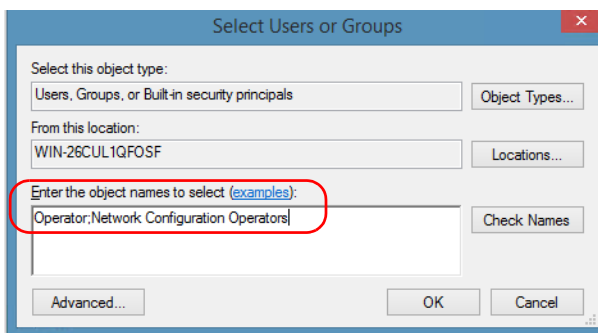 Select Users or Groups
Select this object type:
Users, Groups, or Built-in security principals
Object Types...
From this location:
WIN-26CUL1QFOSF
Locations...
Enter the object names to select (examples):
Operator;Network Configuration Operators
Check Names
Advanced...
OK
Cancel